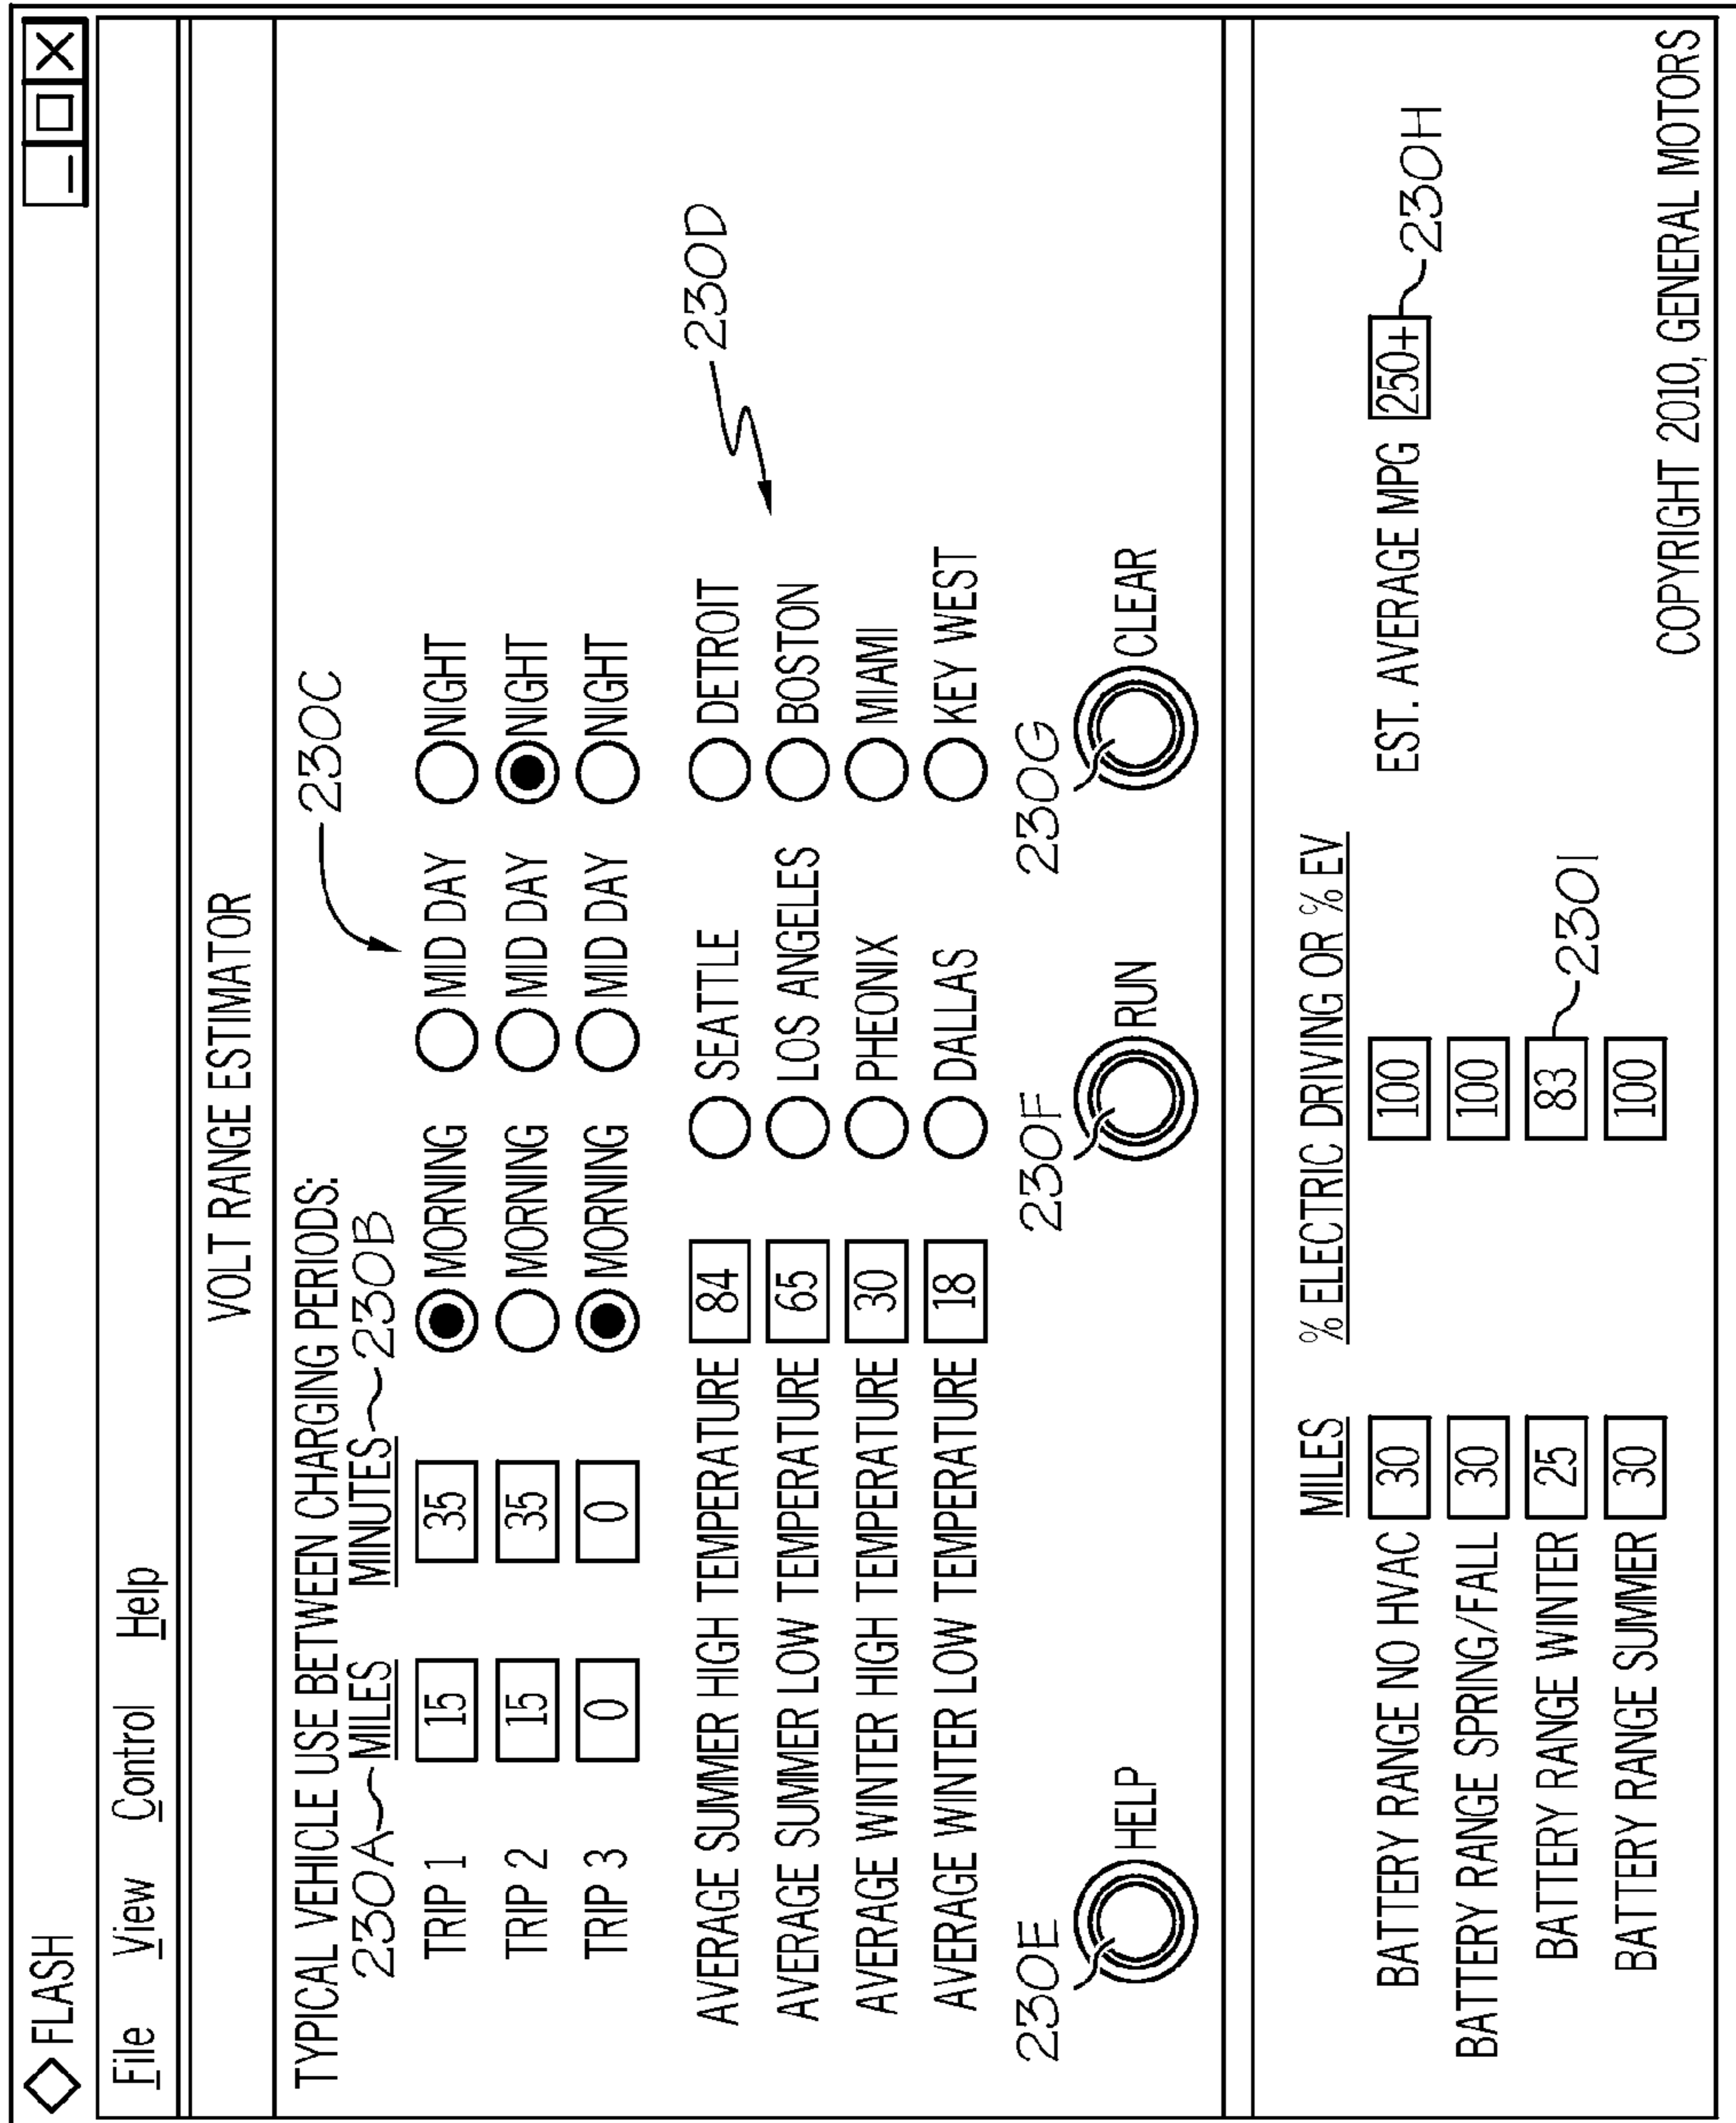 FLASH
File View Control Help
VOLT RANGE ESTIMATOR
TYPICAL VEHICLE USE BETWEEN CHARGING PERIODS:
230A MILES MINUTES 230B 230C
TRIP 1 15 35 MORNING MID DAY NIGHT
TRIP 2 15 35 MORNING MID DAY NIGHT
TRIP 3 0 0 MORNING MID DAY NIGHT
230D
AVERAGE SUMMER HIGH TEMPERATURE 84 SEATTLE DETROIT
AVERAGE SUMMER LOW TEMPERATURE 65 LOS ANGELES BOSTON
AVERAGE WINTER HIGH TEMPERATURE 30 PHEONIX MIAMI
AVERAGE WINTER LOW TEMPERATURE 18 DALLAS KEY WEST
230E 230F 230G
HELP RUN CLEAR
MILES % ELECTRIC DRIVING OR % EV
BATTERY RANGE NO HVAC 30 100 EST. AVERAGE MPG 250+
BATTERY RANGE SPRING/FALL 30 100 230H
BATTERY RANGE WINTER 25 83 230I
BATTERY RANGE SUMMER 30 100
COPYRIGHT 2010, GENERAL MOTORS